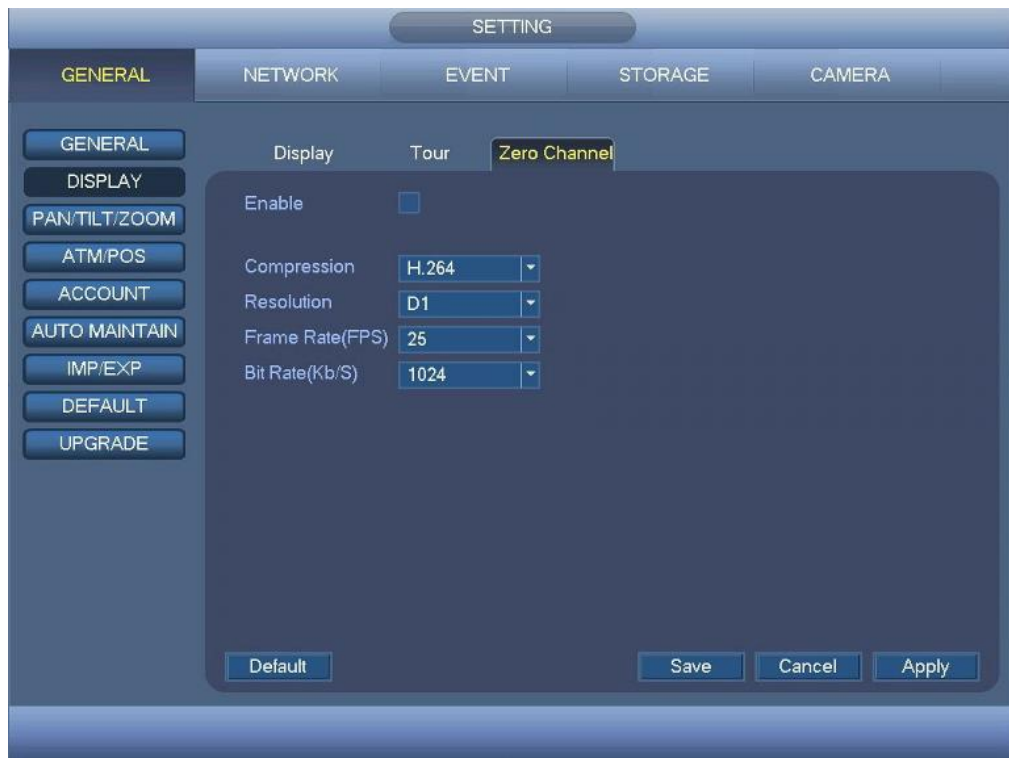 SETTING
GENERAL NETWORK EVENT STORAGE CAMERA
GENERAL
DISPLAY
PAN/TILT/ZOOM
ATM/POS
ACCOUNT
AUTO MAINTAIN
IMP/EXP
DEFAULT
UPGRADE
Display Tour Zero Channel
Enable
Compression H.264
Resolution D1
Frame Rate(FPS) 25
Bit Rate(Kb/S) 1024
Default Save Cancel Apply